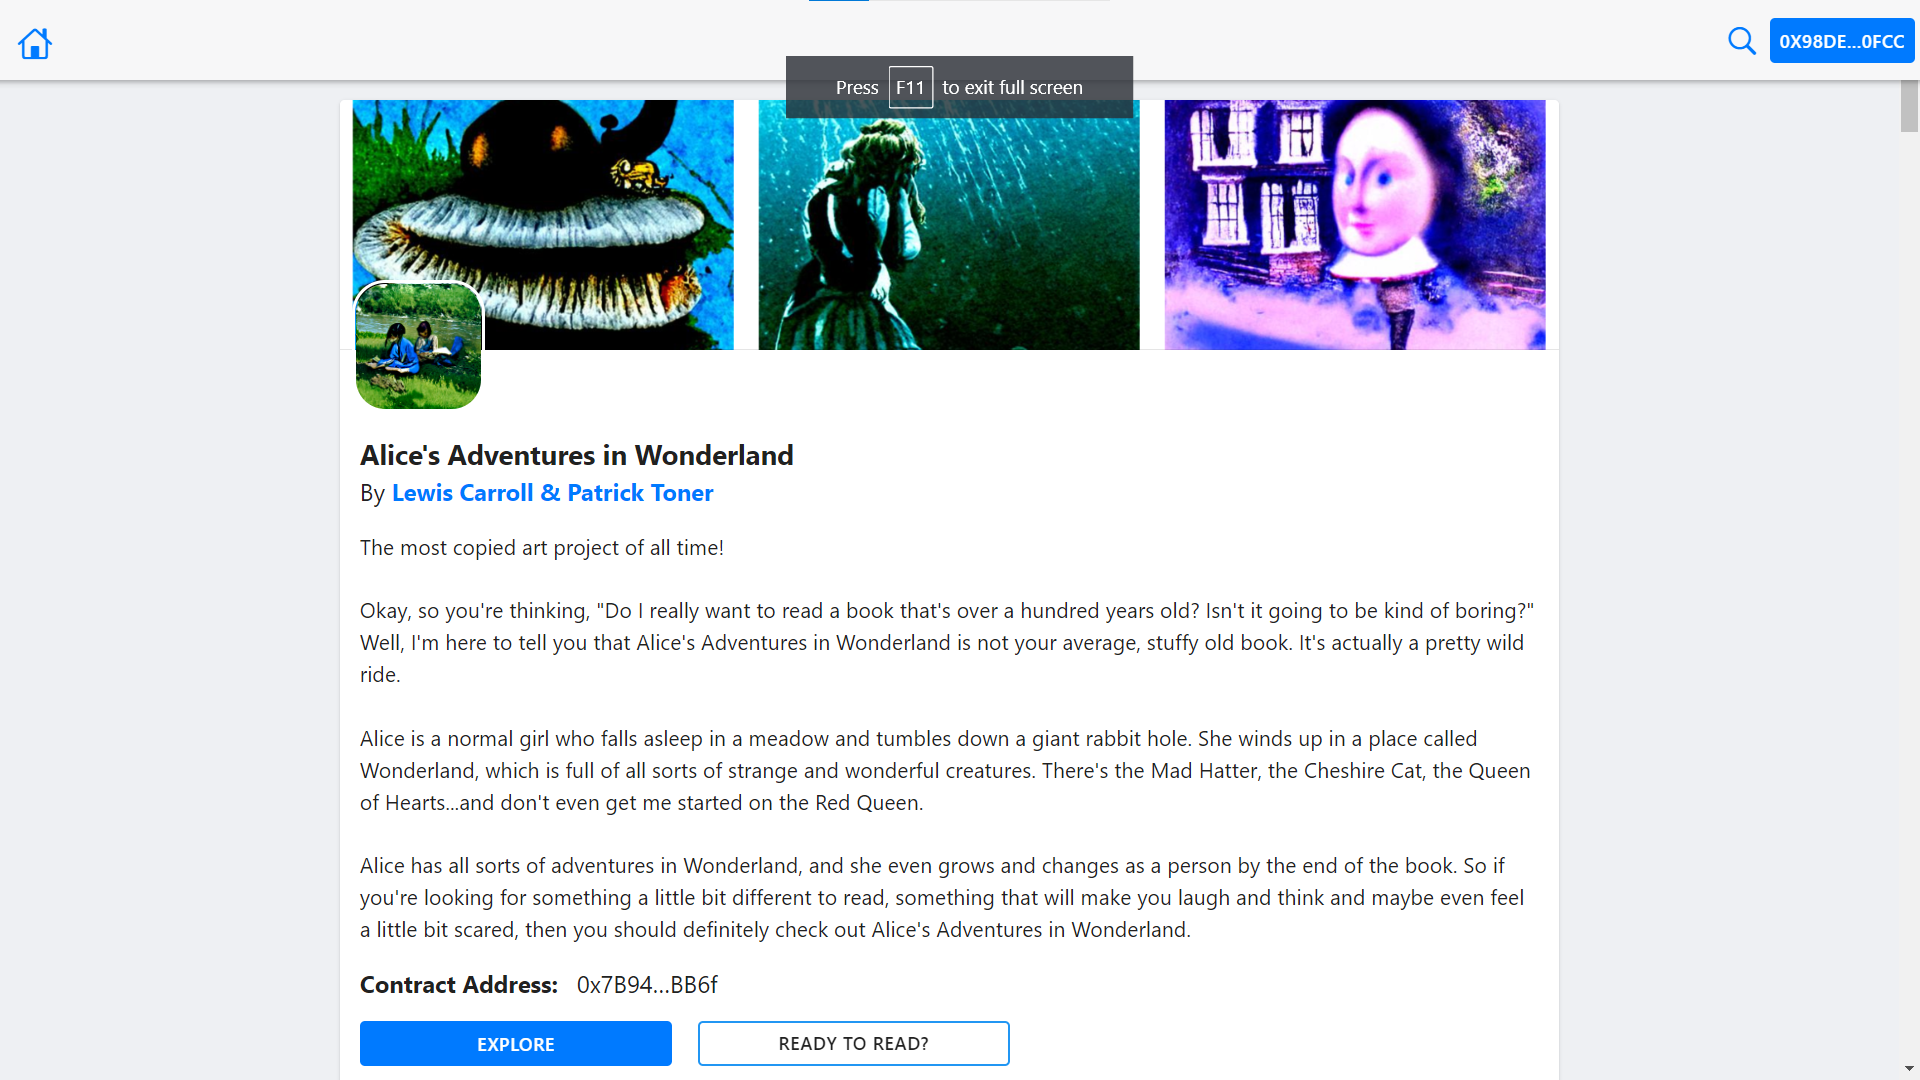 0X98DE...0FCC
Press F11 to exit full screen
Alice's Adventures in Wonderland
By Lewis Carroll & Patrick Toner
The most copied art project of all time!
Okay, so you're thinking, "Do I really want to read a book that's over a hundred years old? Isn't it going to be kind of boring?"
Well, I'm here to tell you that Alice's Adventures in Wonderland is not your average, stuffy old book. It's actually a pretty wild
ride.
Alice is a normal girl who falls asleep in a meadow and tumbles down a giant rabbit hole. She winds up in a place called
Wonderland, which is full of all sorts of strange and wonderful creatures. There's the Mad Hatter, the Cheshire Cat, the Queen
of Hearts...and don't even get me started on the Red Queen.
Alice has all sorts of adventures in Wonderland, and she even grows and changes as a person by the end of the book. So if
you're looking for something a little bit different to read, something that will make you laugh and think and maybe even feel
a little bit scared, then you should definitely check out Alice's Adventures in Wonderland.
Contract Address: 0x7B94...BB6f
EXPLORE READY TO READ?